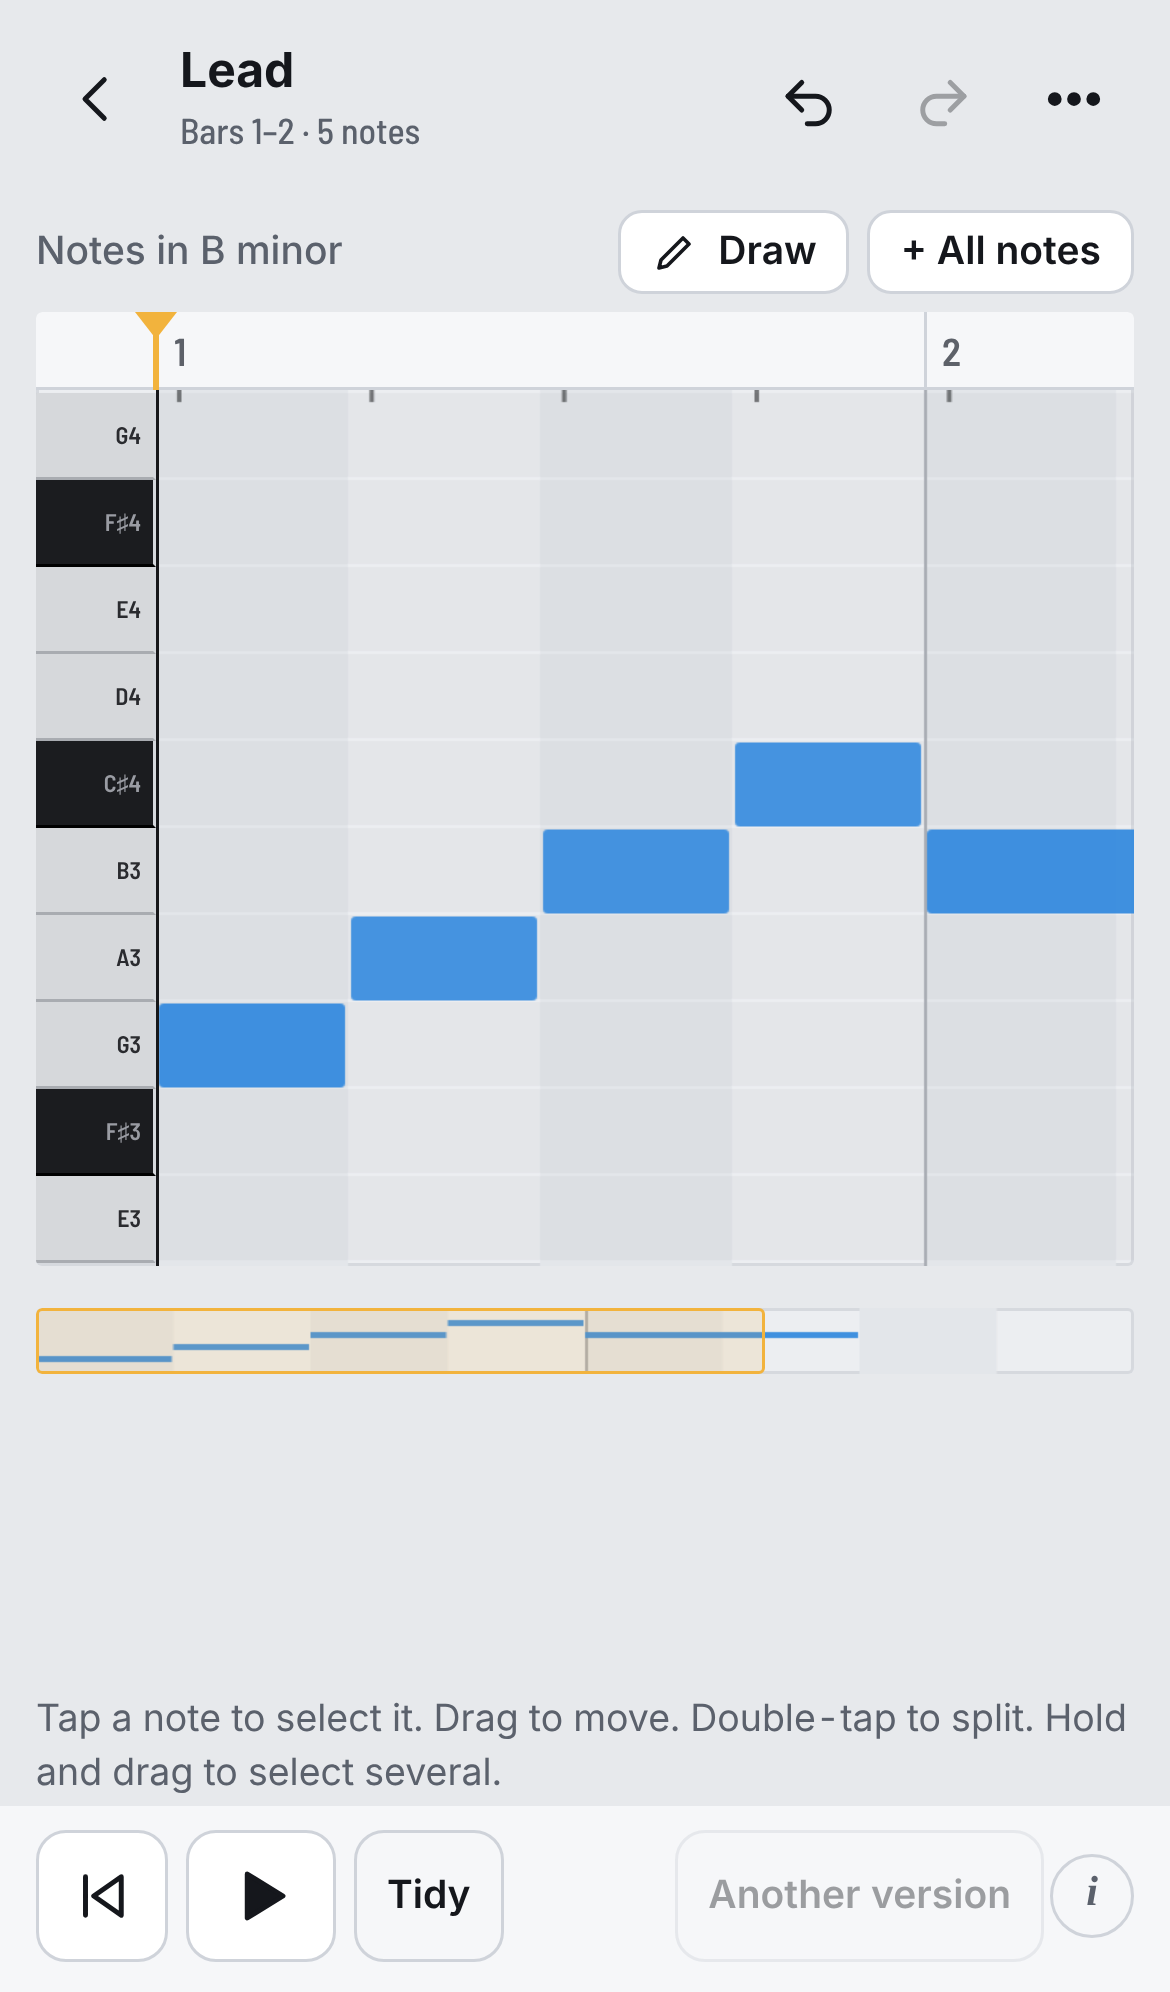 Lead
Bars 1–2 · 5 notes
Notes in B minor
Draw
+ All notes
1
2
G4
F♯4
E4
D4
C♯4
B3
A3
G3
F♯3
E3
Tap a note to select it. Drag to move. Double-tap to split. Hold
and drag to select several.
Tidy
Another version
i